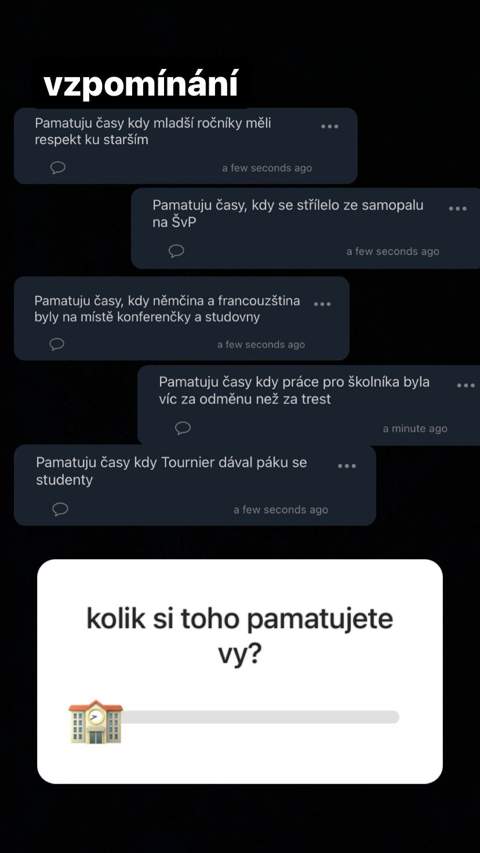 vzpomínání
Pamatuju časy kdy mladší ročníky měli
respekt ku starším
a few seconds ago
Pamatuju časy, kdy se střílelo ze samopalu
na ŠvP
a few seconds ago
Pamatuju časy, kdy němčina a francouzština
byly na místě konferenčky a studovny
a few seconds ago
Pamatuju časy kdy práce pro školníka byla
víc za odměnu než za trest
a minute ago
Pamatuju časy kdy Tournier dával páku se
studenty
a few seconds ago
kolik si toho pamatujete
vy?